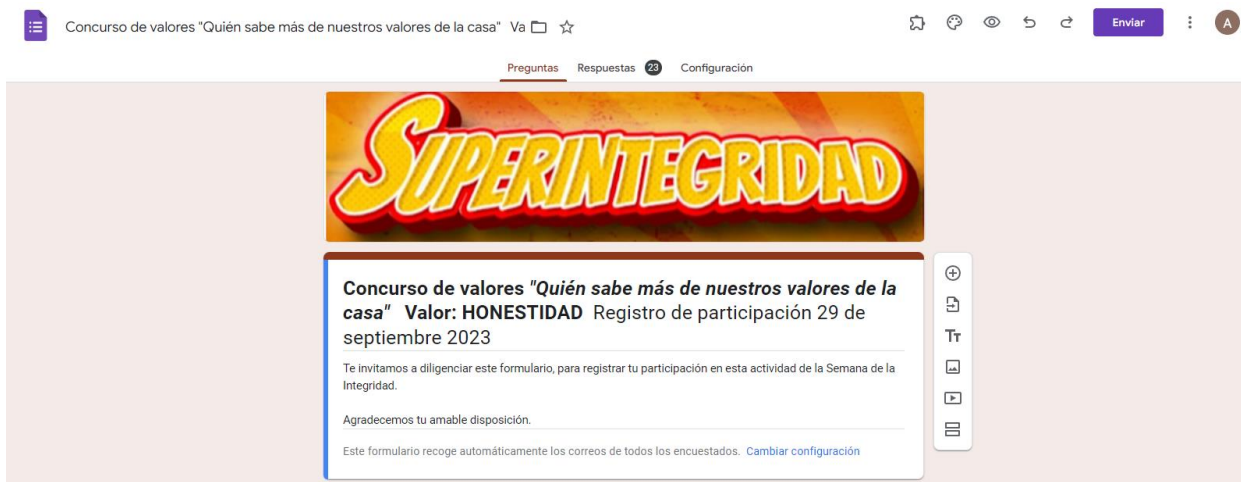 Concurso de valores "Quién sabe más de nuestros valores de la casa" Va
Enviar
A
Preguntas Respuestas 23 Configuración
SUPERINTEGRIDAD
Concurso de valores "Quién sabe más de nuestros valores de la
casa" Valor: HONESTIDAD Registro de participación 29 de
septiembre 2023
Te invitamos a diligenciar este formulario, para registrar tu participación en esta actividad de la Semana de la
Integridad.
Agradecemos tu amable disposición.
Este formulario recoge automáticamente los correos de todos los encuestados. Cambiar configuración
Tт